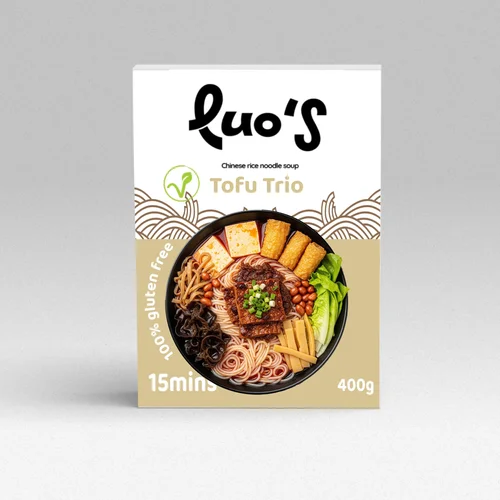 Luo's
Chinese rice noodle soup
Tofu Trio
100% gluten free
15mins
400g